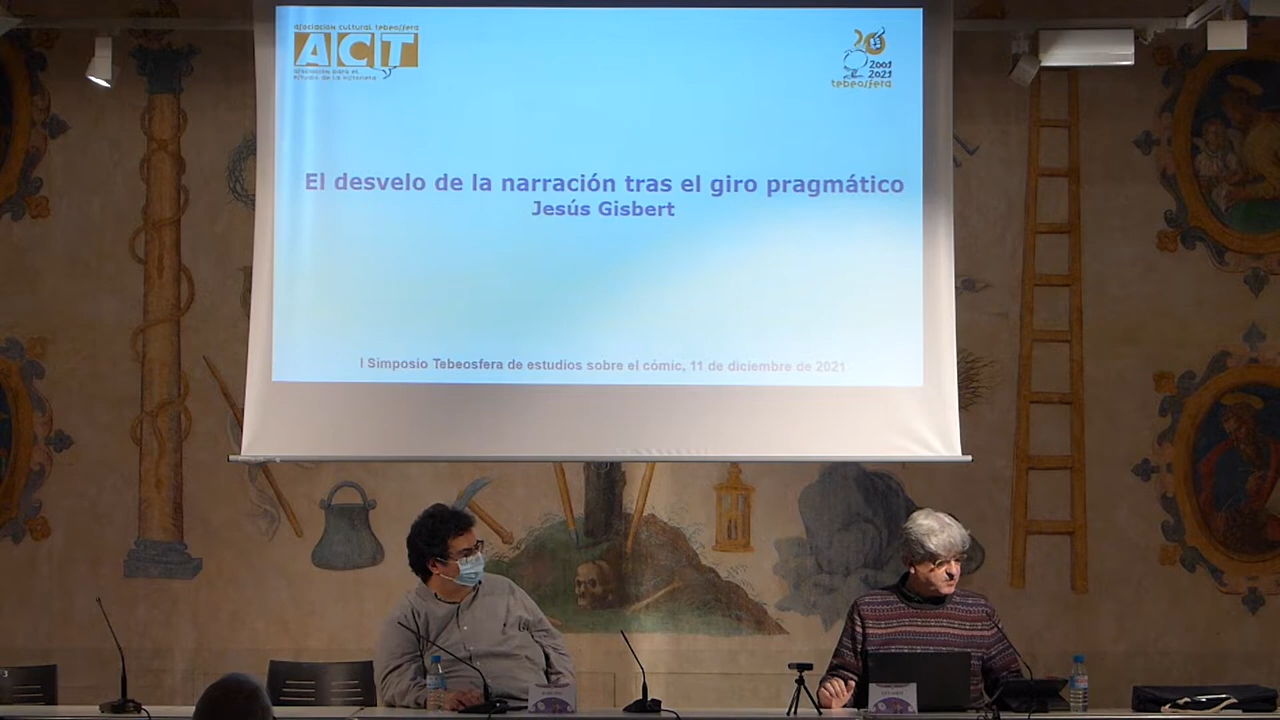 asociación cultural tebeosfera
ACT
asociación para el
estudio de la historieta
20
2001
2021
tebeosfera
El desvelo de la narración tras el giro pragmático
Jesús Gisbert
I Simposio Tebeosfera de estudios sobre el cómic, 11 de diciembre de 2021